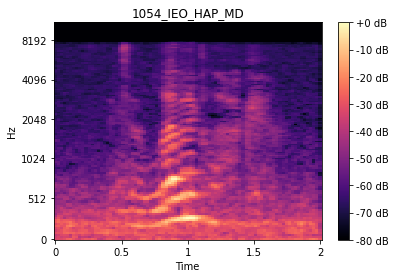 1054_IEO_HAP_MD
8192
4096
2048
1024
512
0
Hz
0
0.5
1
1.5
2
Time
+0 dB
-10 dB
-20 dB
-30 dB
-40 dB
-50 dB
-60 dB
-70 dB
-80 dB